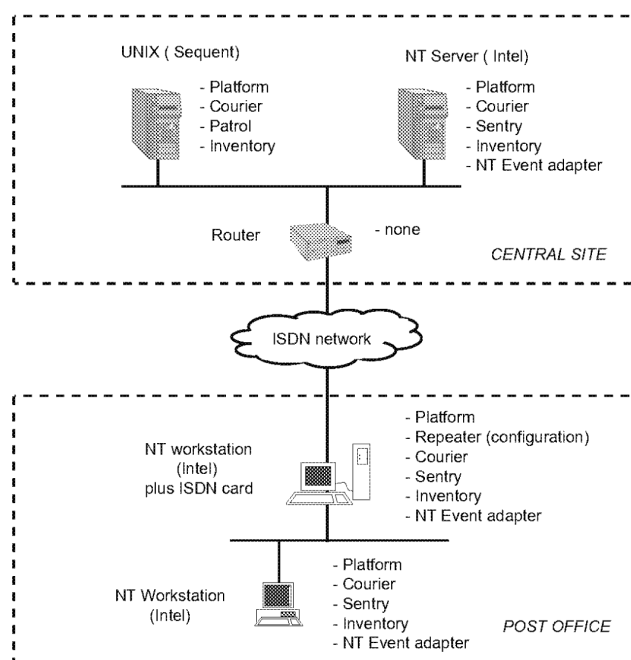 UNIX ( Sequent)
- Platform
- Courier
- Patrol
- Inventory
NT Server ( Intel)
- Platform
- Courier
- Sentry
- Inventory
- NT Event adapter
Router
- none
CENTRAL SITE
ISDN network
NT workstation
(Intel)
plus ISDN card
- Platform
- Repeater (configuration)
- Courier
- Sentry
- Inventory
- NT Event adapter
NT Workstation
(Intel)
- Platform
- Courier
- Sentry
- Inventory
- NT Event adapter
POST OFFICE